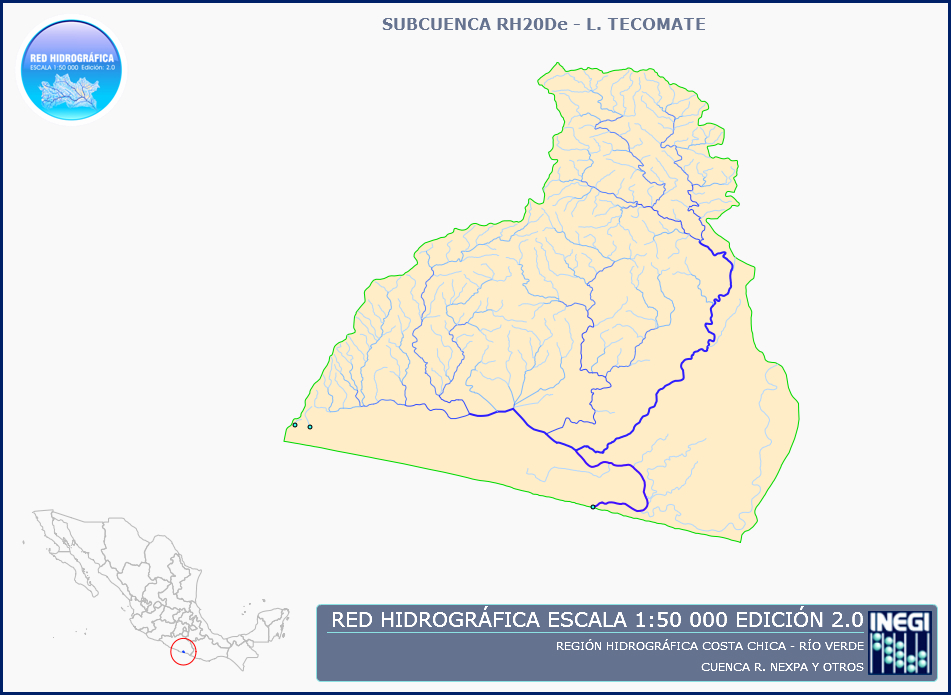 SUBCUENCA RH20De - L. TECOMATE
RED HIDROGRÁFICA
ESCALA 1:50 000 Edición: 2.0
RED HIDROGRÁFICA ESCALA 1:50 000 EDICIÓN 2.0
REGIÓN HIDROGRÁFICA COSTA CHICA - RÍO VERDE
CUENCA R. NEXPA Y OTROS
INEGI